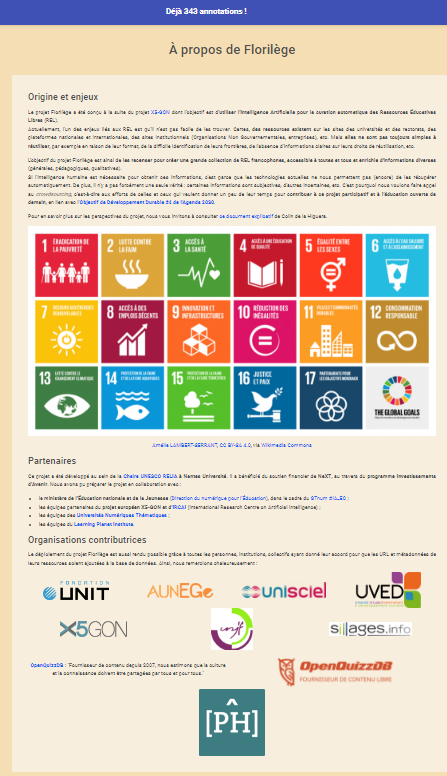 Déjà 343 annotations !
À propos de Florilège
Origine et enjeux
Le projet Florilège a été conçu à la suite du projet X5-GON dont l'objectif est d'utiliser l'Intelligence Artificielle pour la curation automatique des Ressources Éducatives
Libres (REL).
Actuellement, l'un des enjeux liés aux REL est qu'il n'est pas facile de les trouver. Certes, des ressources existent sur les sites des universités et des rectorats, des
plateformes nationales et internationales, des sites institutionnels (Organisations Non Gouvernementales, entreprises), etc. Mais elles ne sont pas toujours simples à
réutiliser, par exemple en raison de leur format, de la difficile identification de leurs frontières, de l'absence d'informations claires sur leurs droits de réutilisation, etc.
L'objectif du projet Florilège est ainsi de les recenser pour créer une grande collection de REL francophones, accessible à toutes et tous et enrichie d'informations diverses
(générales, pédagogiques, qualitatives).
Si l'intelligence humaine est nécessaire pour obtenir ces informations, c'est parce que les technologies actuelles ne nous permettent pas (encore) de les récupérer
automatiquement. De plus, il n'y a pas forcément une seule vérité : certaines informations sont subjectives, d'autres incertaines, etc. C'est pourquoi nous voulons faire appel
au crowdsourcing, c'est-à-dire aux efforts de celles et ceux qui veulent donner un peu de leur temps pour contribuer à ce projet participatif et à l'éducation ouverte de
demain, en lien avec l'Objectif de Développement Durable de l'Agenda 2030.
Pour en savoir plus sur les perspectives du projet, nous vous invitons à consulter ce document explicatif de Colin de la Higuera.
1 ÉRADICATION DE LA PAUVRETÉ
2 LUTTE CONTRE LA FAIM
3 ACCÈS À LA SANTÉ
4 ACCÈS À UNE ÉDUCATION DE QUALITÉ
5 ÉGALITÉ ENTRE LES SEXES
6 ACCÈS À L'EAU SALUBRE ET À L'ASSAINISSEMENT
7 RECOURS AUX ÉNERGIES RENOUVELABLES
8 ACCÈS À DES EMPLOIS DÉCENTS
9 INNOVATION ET INFRASTRUCTURES
10 RÉDUCTION DES INÉGALITÉS
11 VILLES ET COMMUNAUTÉS DURABLES
12 CONSOMMATION RESPONSABLE
13 LUTTE CONTRE LE CHANGEMENT CLIMATIQUE
14 PROTECTION DE LA FAUNE ET DE LA FLORE AQUATIQUES
15 PROTECTION DE LA FAUNE ET DE LA FLORE TERRESTRES
16 JUSTICE ET PAIX
17 PARTENARIATS POUR LES OBJECTIFS MONDIAUX
THE GLOBAL GOALS
Amélie LAMBERT-SERRANT, CC BY-SA 4.0, via Wikimedia Commons
Partenaires
Ce projet a été développé au sein de la Chaire UNESCO RELIA à Nantes Université. Il a bénéficié du soutien financier de NeXT, au travers du programme Investissements
d'Avenir. Nous avons pu préparer le projet en collaboration avec :
le ministère de l'Éducation nationale et de la Jeunesse (Direction du numérique pour l'Éducation), dans le cadre du GTnum
les équipes partenaires du projet européen X5-GON et d'IRCAI (International Research Centre on Artificial Intelligence) ;
les équipes des Universités Numériques Thématiques ;
les équipes du Learning Planet Institute.
Organisations contributrices
Le déploiement du projet Florilège est aussi rendu possible grâce à toutes les personnes, institutions, collectifs ayant donné leur accord pour que les URL et métadonnées de
leurs ressources soient ajoutées à la base de données. Ainsi, nous remercions chaleureusement :
FONDATION UNIT
AUNEGe
unisciel
UVED
X5GON
unjf
sillages.info
OpenQuizzDB : "Fournisseur de contenu depuis 2007, nous estimons que la culture
et la connaissance doivent être partagées par tous et pour tous."
OpenQuizzDB
FOURNISSEUR DE CONTENU LIBRE
[PH]